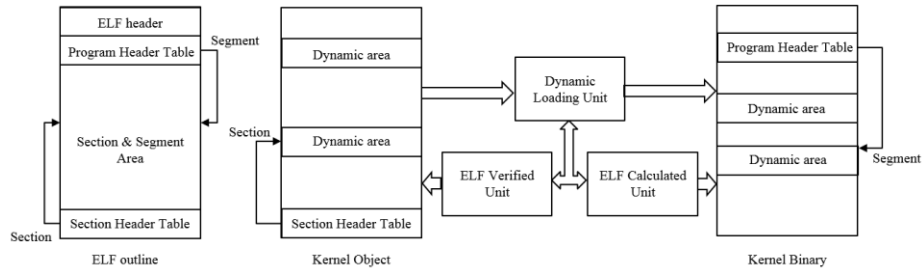 ELF header
Program Header Table
Segment
Section & Segment
Area
Section Header Table
Section
ELF outline
Dynamic area
Section
Dynamic area
Section Header Table
Kernel Object
Dynamic
Loading Unit
ELF Verified
Unit
ELF Calculated
Unit
Program Header Table
Dynamic area
Dynamic area
Segment
Kernel Binary